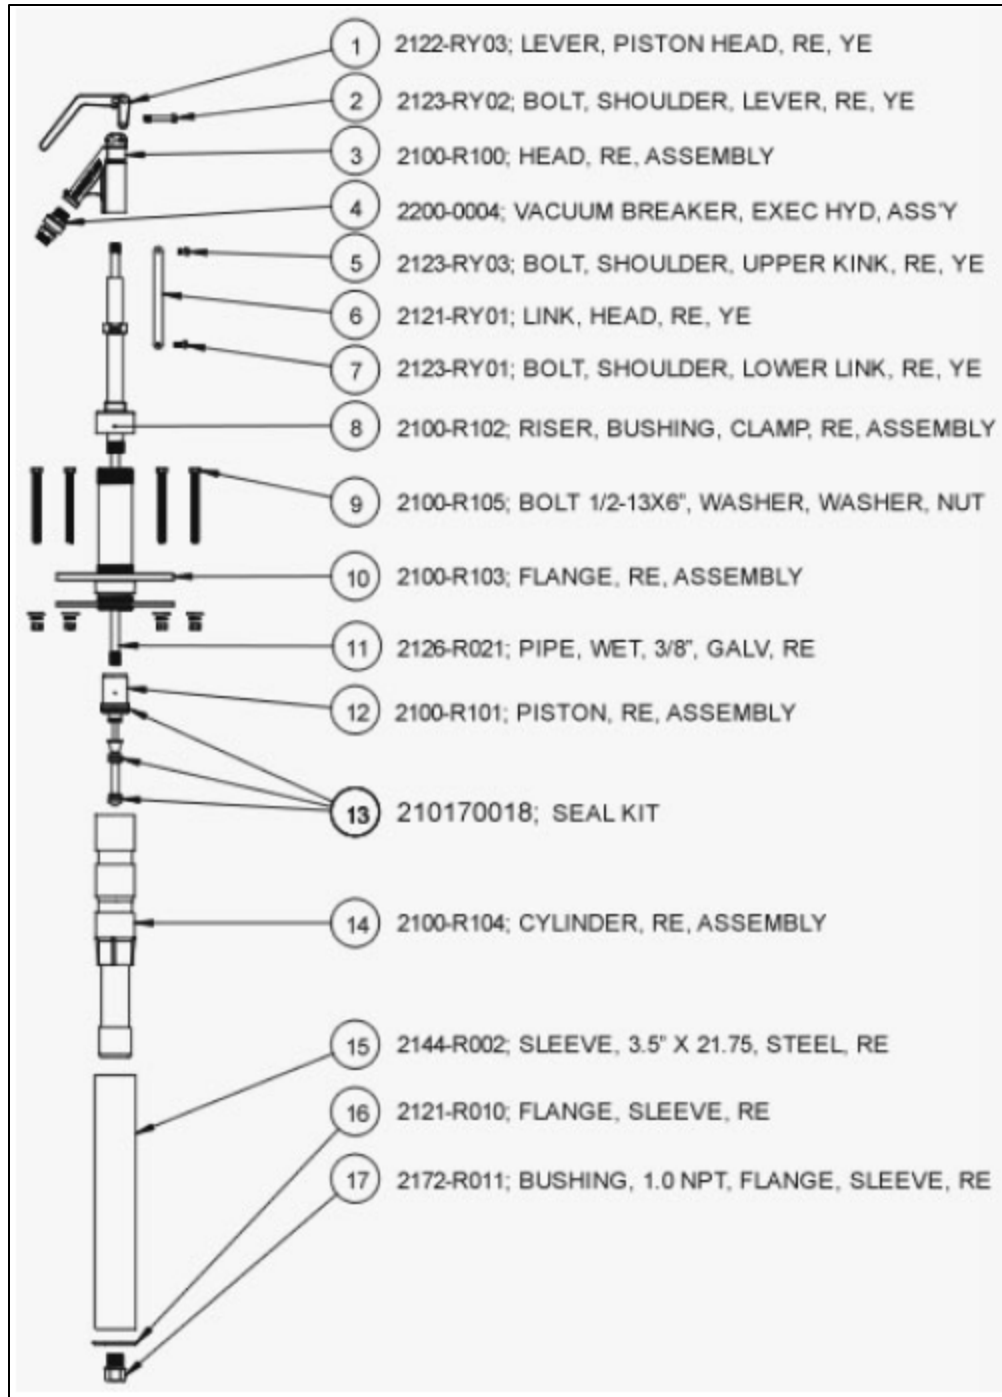 1 2122-RY03; LEVER, PISTON HEAD, RE, YE
2 2123-RY02; BOLT, SHOULDER, LEVER, RE, YE
3 2100-R100; HEAD, RE, ASSEMBLY
4 2200-0004; VACUUM BREAKER, EXEC HYD, ASS'Y
5 2123-RY03; BOLT, SHOULDER, UPPER KINK, RE, YE
6 2121-RY01; LINK, HEAD, RE, YE
7 2123-RY01; BOLT, SHOULDER, LOWER LINK, RE, YE
8 2100-R102; RISER, BUSHING, CLAMP, RE, ASSEMBLY
9 2100-R105; BOLT 1/2-13X6", WASHER, WASHER, NUT
10 2100-R103; FLANGE, RE, ASSEMBLY
11 2126-R021; PIPE, WET, 3/8", GALV, RE
12 2100-R101; PISTON, RE, ASSEMBLY
13 210170018; SEAL KIT
14 2100-R104; CYLINDER, RE, ASSEMBLY
15 2144-R002; SLEEVE, 3.5" X 21.75, STEEL, RE
16 2121-R010; FLANGE, SLEEVE, RE
17 2172-R011; BUSHING, 1.0 NPT, FLANGE, SLEEVE, RE